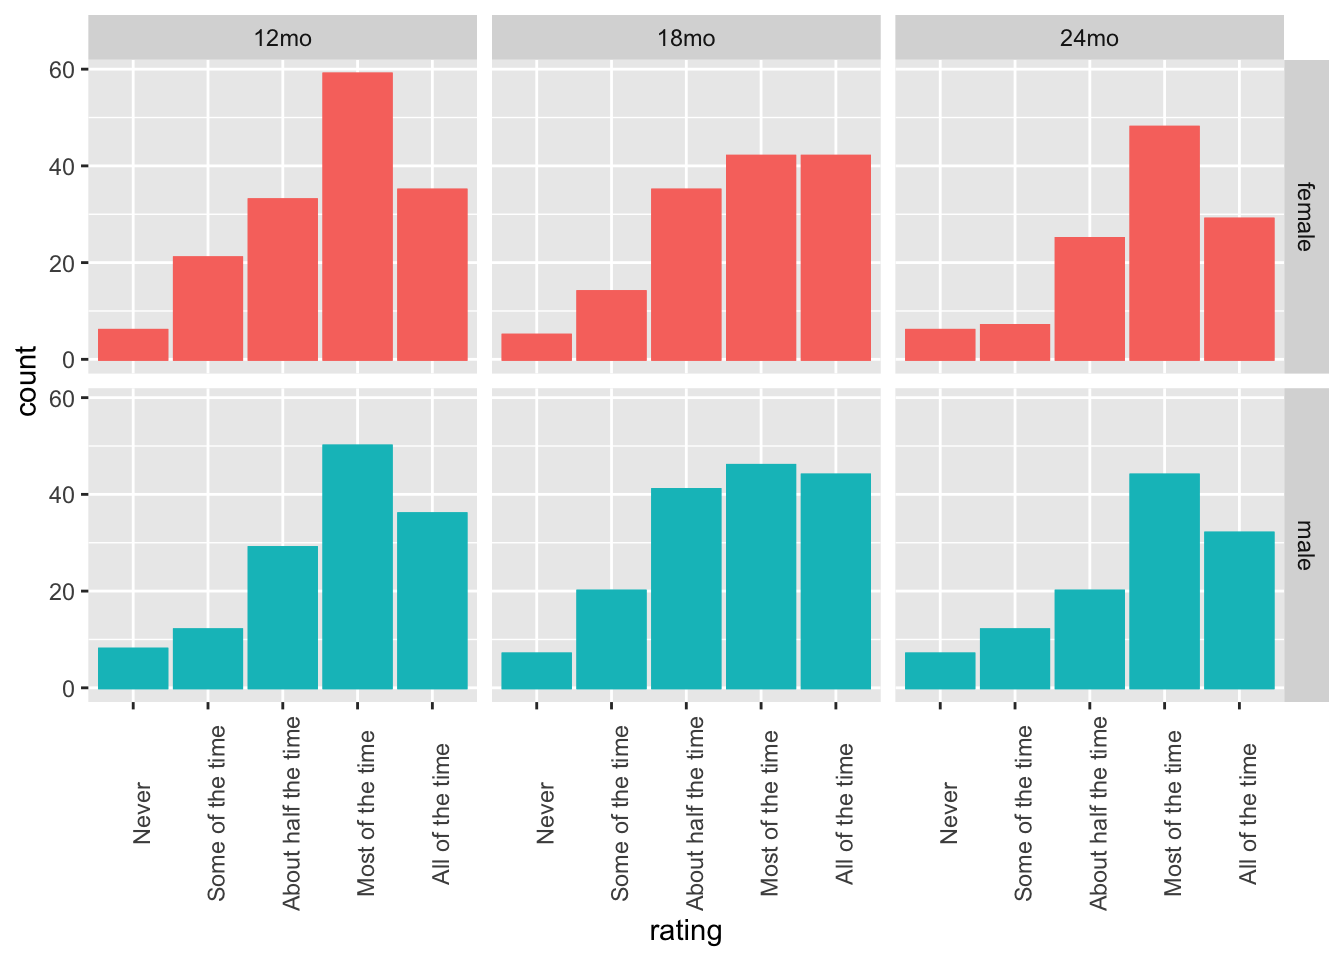 12mo
18mo
24mo
60
40
20
0
female
60
40
20
0
male
count
Never
Some of the time
About half the time
Most of the time
All of the time
Never
Some of the time
About half the time
Most of the time
All of the time
Never
Some of the time
About half the time
Most of the time
All of the time
rating